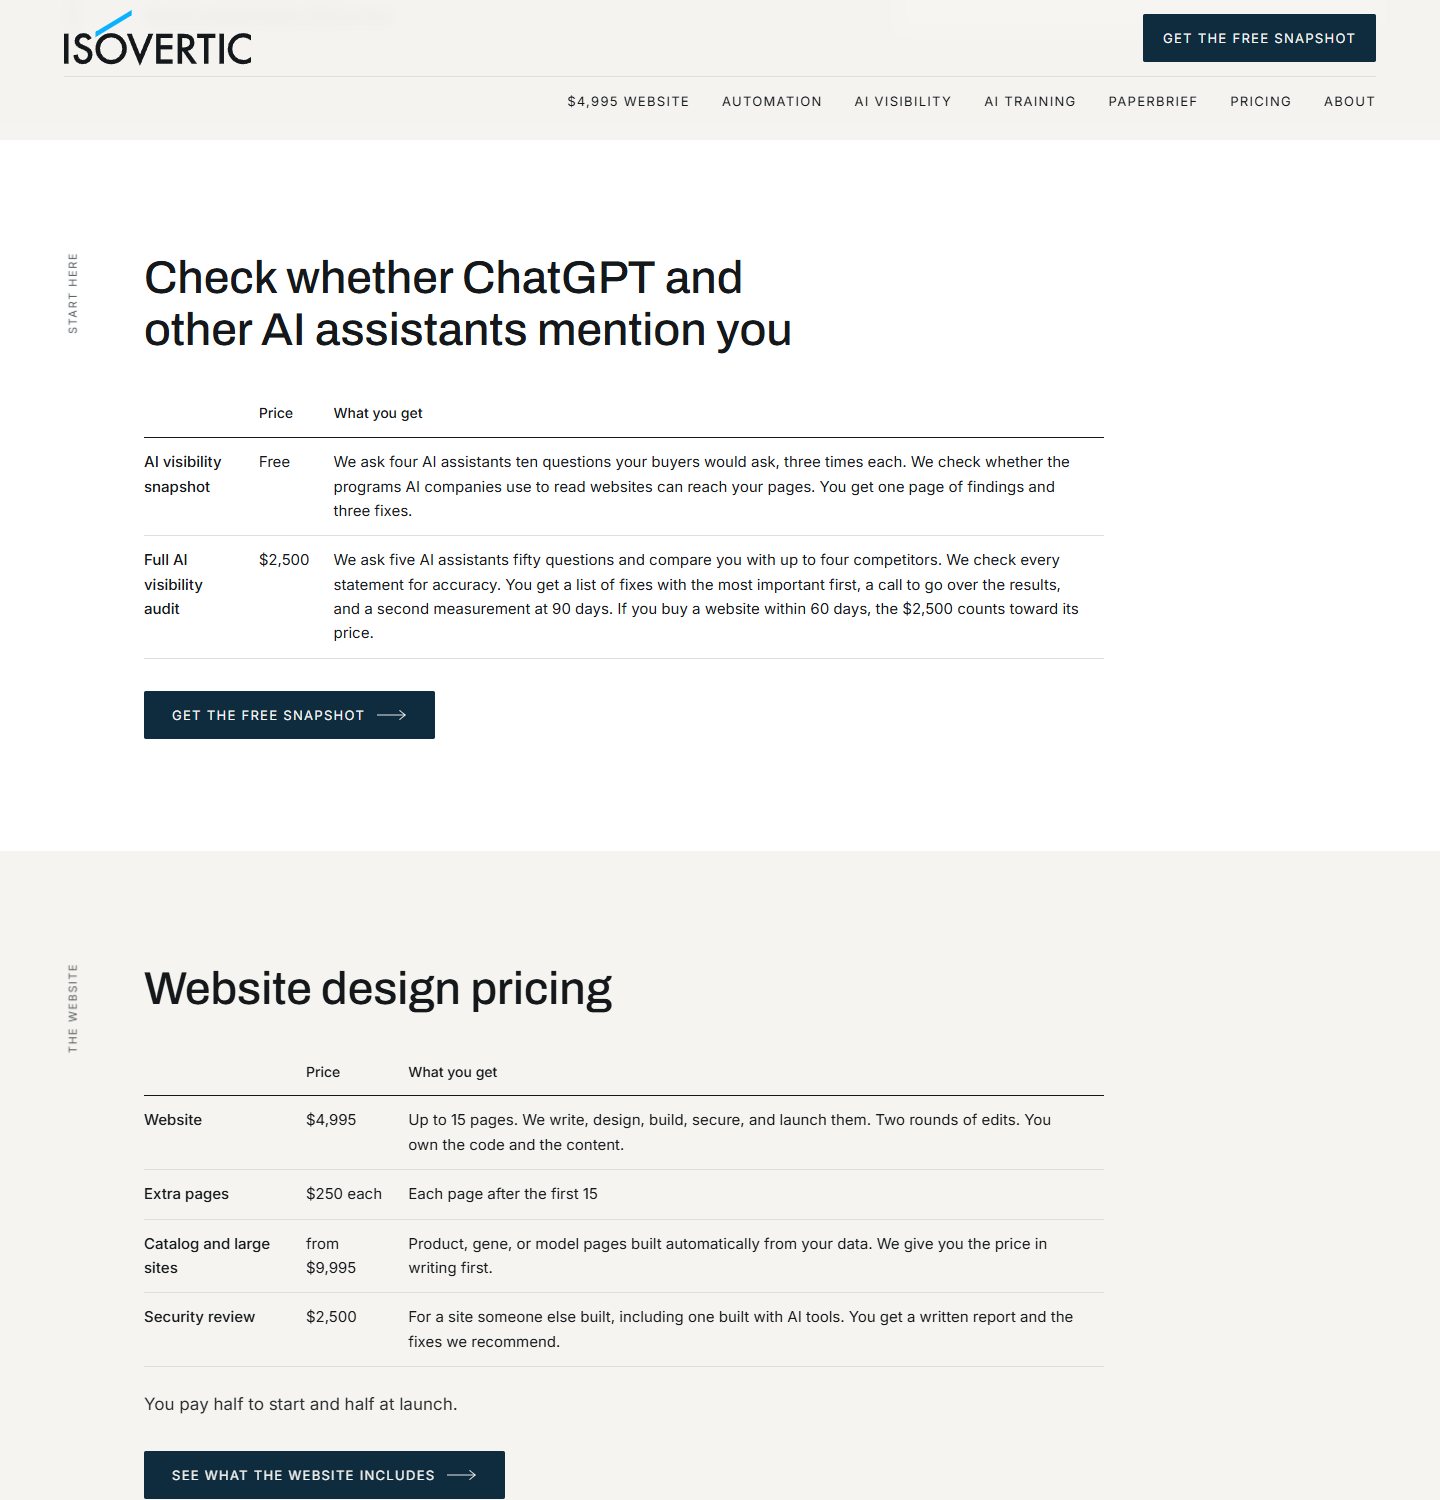 ISOVERTIC
GET THE FREE SNAPSHOT
$4,995 WEBSITE AUTOMATION AI VISIBILITY AI TRAINING PAPERBRIEF PRICING ABOUT
START HERE
Check whether ChatGPT and
other AI assistants mention you
Price What you get
AI visibility
snapshot
Free
We ask four AI assistants ten questions your buyers would ask, three times each. We check whether the
programs AI companies use to read websites can reach your pages. You get one page of findings and
three fixes.
Full AI
visibility
audit
$2,500
We ask five AI assistants fifty questions and compare you with up to four competitors. We check every
statement for accuracy. You get a list of fixes with the most important first, a call to go over the results,
and a second measurement at 90 days. If you buy a website within 60 days, the $2,500 counts toward its
price.
GET THE FREE SNAPSHOT
THE WEBSITE
Website design pricing
Price What you get
Website
$4,995
Up to 15 pages. We write, design, build, secure, and launch them. Two rounds of edits. You
own the code and the content.
Extra pages
$250 each
Each page after the first 15
Catalog and large
sites
from
$9,995
Product, gene, or model pages built automatically from your data. We give you the price in
writing first.
Security review
$2,500
For a site someone else built, including one built with AI tools. You get a written report and the
fixes we recommend.
You pay half to start and half at launch.
SEE WHAT THE WEBSITE INCLUDES